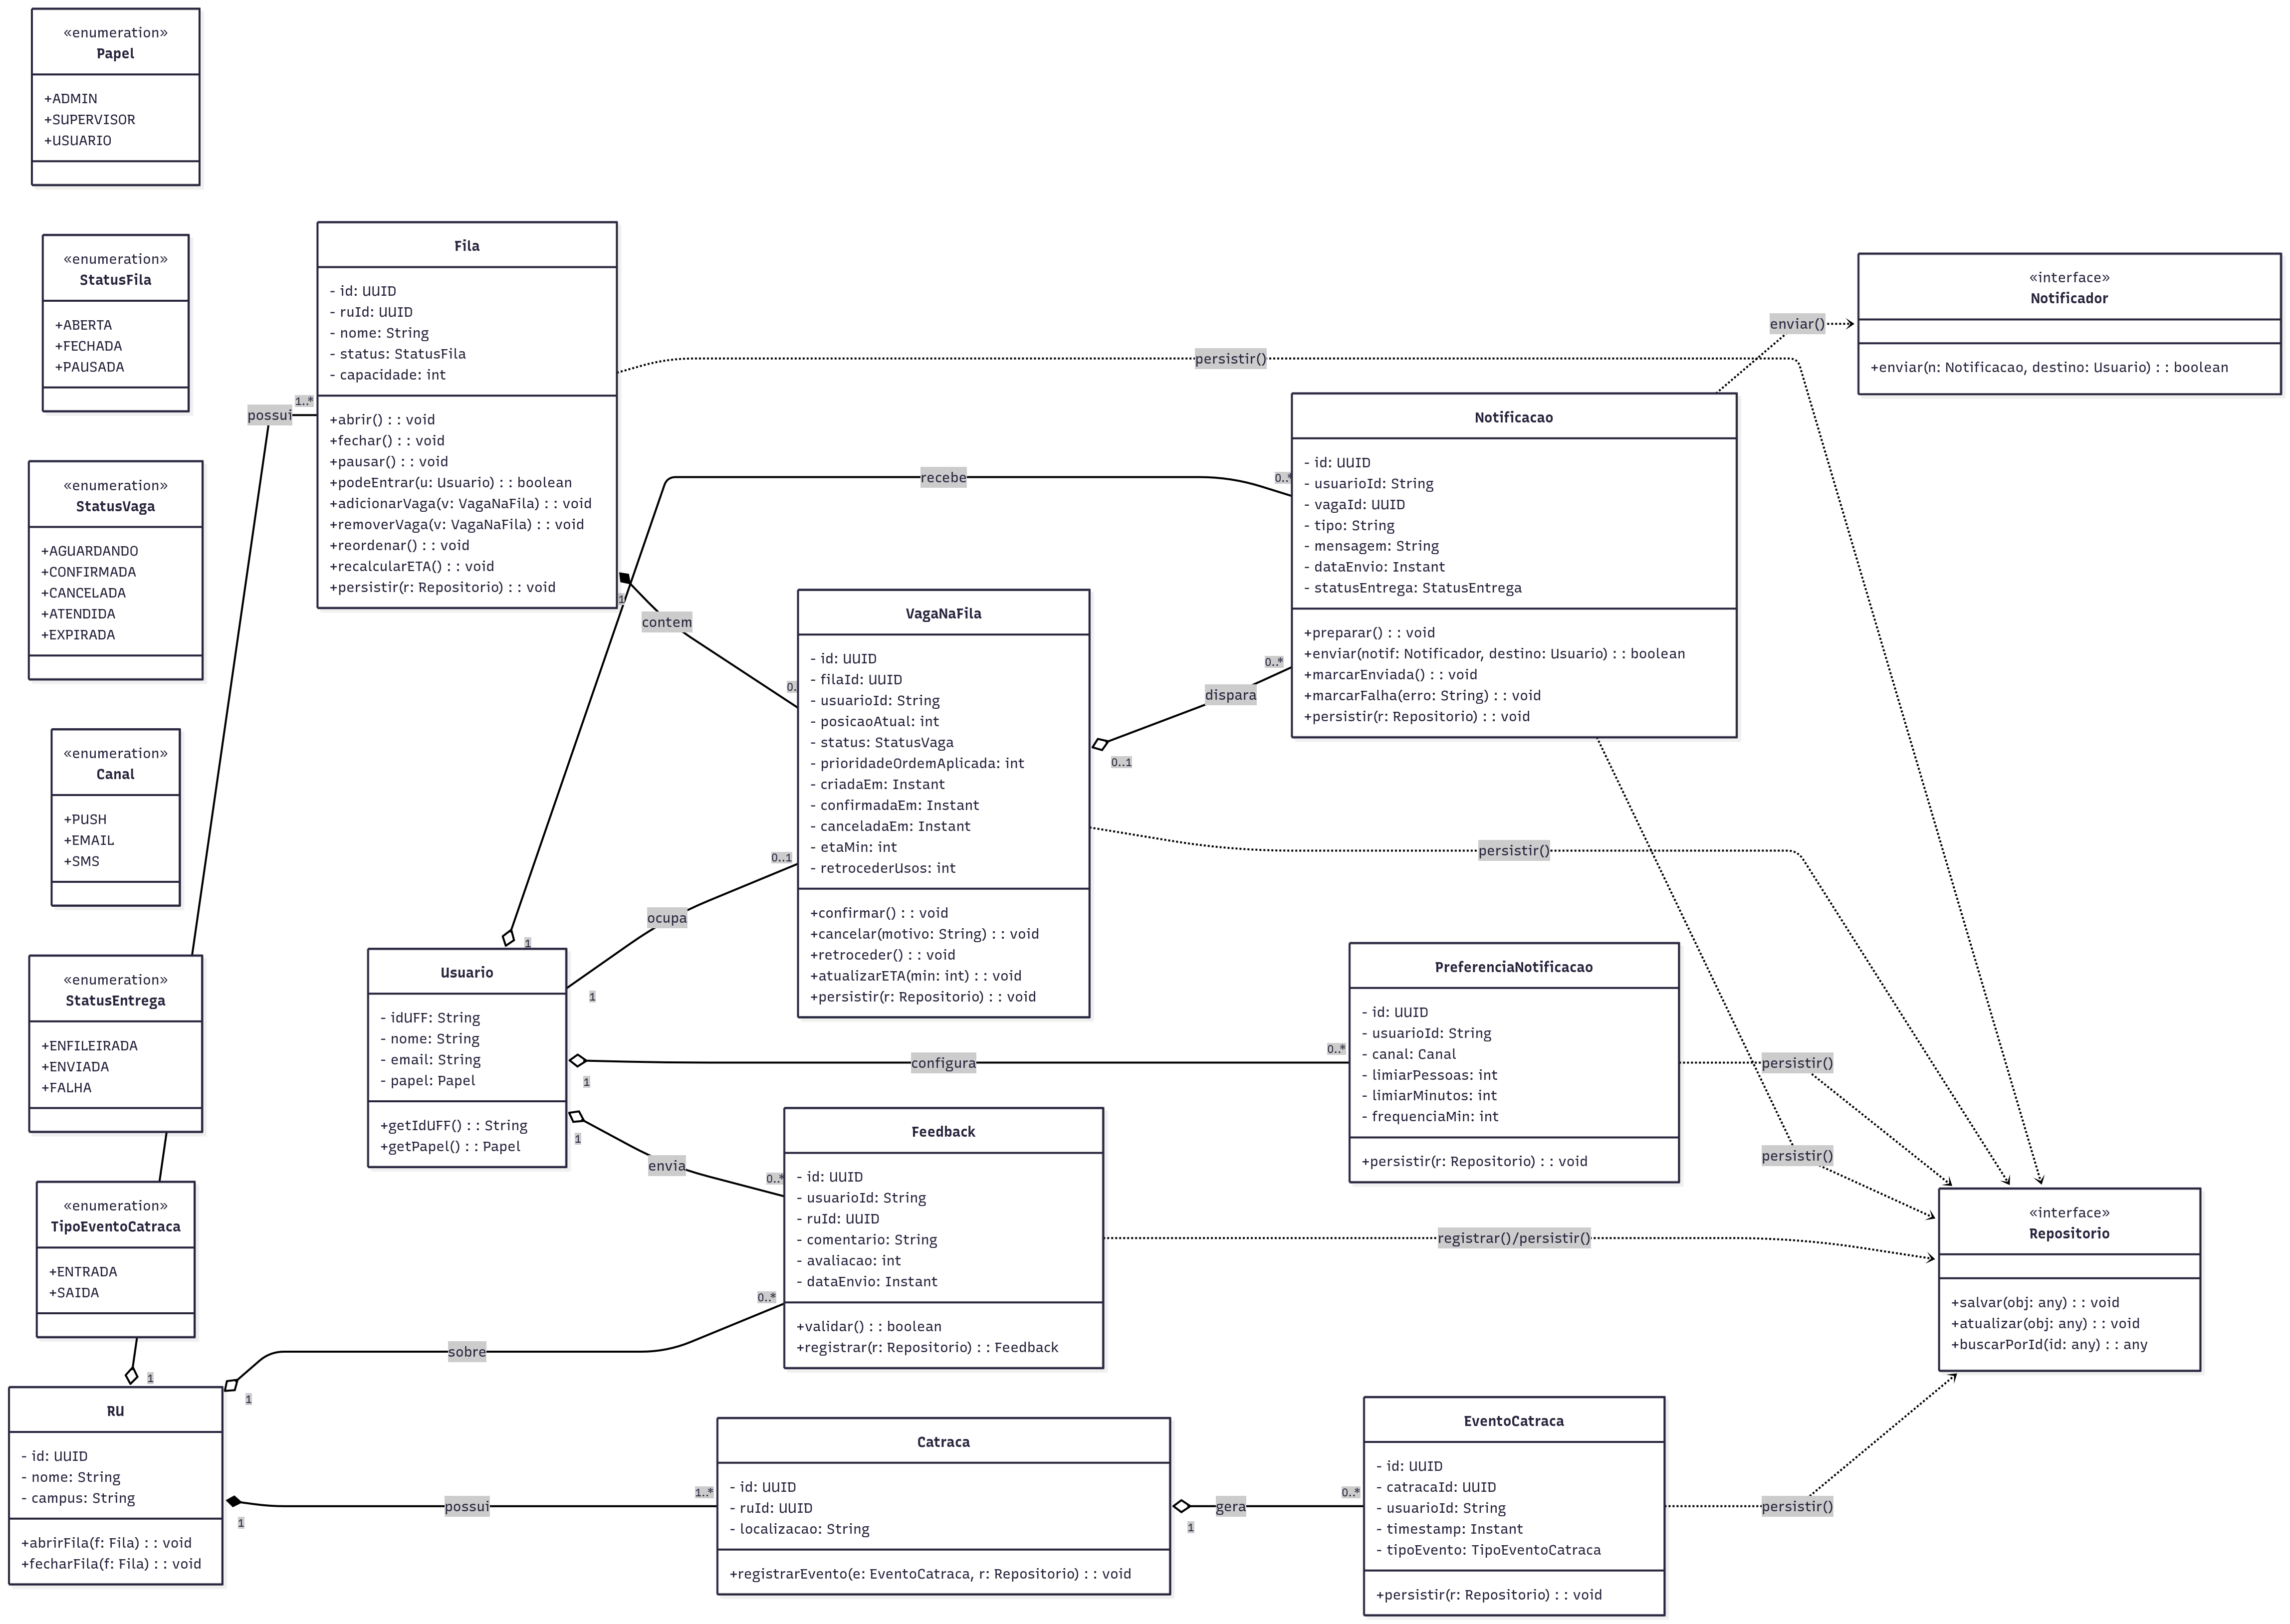 «enumeration»
Papel
+ADMIN
+SUPERVISOR
+USUARIO
«enumeration»
StatusFila
+ABERTA
+FECHADA
+PAUSADA
«enumeration»
StatusVaga
+AGUARDANDO
+CONFIRMADA
+CANCELADA
+ATENDIDA
+EXPIRADA
«enumeration»
Canal
+PUSH
+EMAIL
+SMS
«enumeration»
StatusEntrega
+ENFILEIRADA
+ENVIADA
+FALHA
«enumeration»
TipoEventoCatraca
+ENTRADA
+SAIDA
1
RU
- id: UUID
- nome: String
- campus: String
+abrirFila(f: Fila) : : void
+fecharFila(f: Fila) : : void
possui
1..*
Fila
- id: UUID
- ruId: UUID
- nome: String
- status: StatusFila
- capacidade: int
+abrir() : : void
+fechar() : : void
+pausar() : : void
+podeEntrar(u: Usuario) : : boolean
+adicionarVaga(v: VagaNaFila) : : void
+removerVaga(v: VagaNaFila) : : void
+reordenar() : : void
+recalcularETA() : : void
+persistir(r: Repositorio) : : void
1
contem
0..
recebe
0..*
1
Usuario
- idUFF: String
- nome: String
- email: String
- papel: Papel
+getIdUFF() : : String
+getPapel() : : Papel
1
ocupa
0..1
1
configura
0..*
1
envia
0..*
1
sobre
0..*
1
possui
1..*
VagaNaFila
- id: UUID
- filaId: UUID
- usuarioId: String
- posicaoAtual: int
- status: StatusVaga
- prioridadeOrdemAplicada: int
- criadaEm: Instant
- confirmadaEm: Instant
- canceladaEm: Instant
- etaMin: int
- retrocederUsos: int
+confirmar() : : void
+cancelar(motivo: String) : : void
+retroceder() : : void
+atualizarETA(min: int) : : void
+persistir(r: Repositorio) : : void
0..1
dispara
0..*
Feedback
- id: UUID
- usuarioId: String
- ruId: UUID
- comentario: String
- avaliacao: int
- dataEnvio: Instant
+validar() : : boolean
+registrar(r: Repositorio) : : Feedback
Catraca
- id: UUID
- ruId: UUID
- localizacao: String
+registrarEvento(e: EventoCatraca, r: Repositorio) : : void
1
gera
0..*
persistir()
Notificacao
- id: UUID
- usuarioId: String
- vagaId: UUID
- tipo: String
- mensagem: String
- dataEnvio: Instant
- statusEntrega: StatusEntrega
+preparar() : : void
+enviar(notif: Notificador, destino: Usuario) : : boolean
+marcarEnviada() : : void
+marcarFalha(erro: String) : : void
+persistir(r: Repositorio) : : void
persistir()
PreferenciaNotificacao
- id: UUID
- usuarioId: String
- canal: Canal
- limiarPessoas: int
- limiarMinutos: int
- frequenciaMin: int
+persistir(r: Repositorio) : : void
registrar()/persistir()
EventoCatraca
- id: UUID
- catracaId: UUID
- usuarioId: String
- timestamp: Instant
- tipoEvento: TipoEventoCatraca
+persistir(r: Repositorio) : : void
enviar()
persistir()
persistir()
persistir()
«interface»
Notificador
+enviar(n: Notificacao, destino: Usuario) : : boolean
«interface»
Repositorio
+salvar(obj: any) : : void
+atualizar(obj: any) : : void
+buscarPorId(id: any) : : any